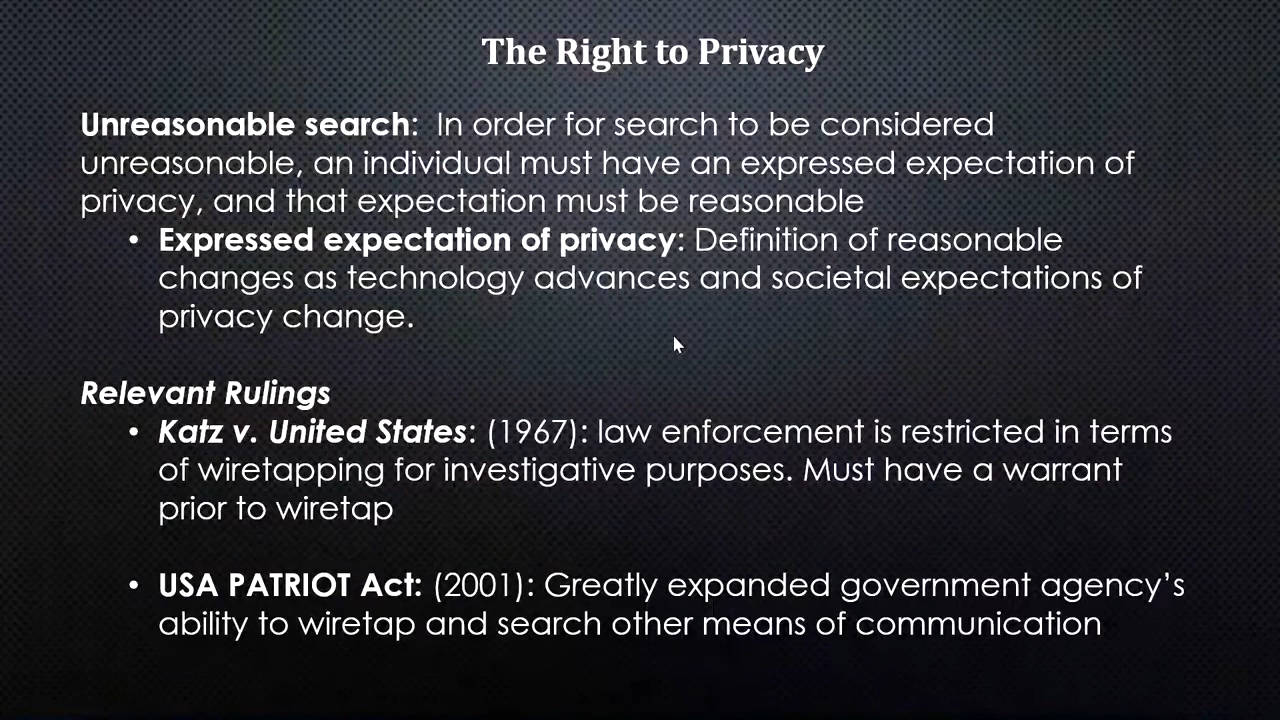 The Right to Privacy
Unreasonable search:  In order for search to be considered
unreasonable, an individual must have an expressed expectation of
privacy, and that expectation must be reasonable
• Expressed expectation of privacy: Definition of reasonable
changes as technology advances and societal expectations of
privacy change.
Relevant Rulings
• Katz v. United States: (1967): law enforcement is restricted in terms
of wiretapping for investigative purposes. Must have a warrant
prior to wiretap
• USA PATRIOT Act: (2001): Greatly expanded government agency’s
ability to wiretap and search other means of communication